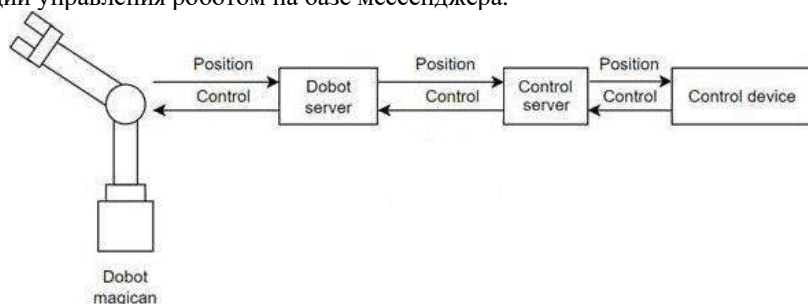 ции управления роботом на базе мессенджера.
Position
Control
Dobot
server
Position
Control
Control
server
Position
Control
Control device
Dobot
magican